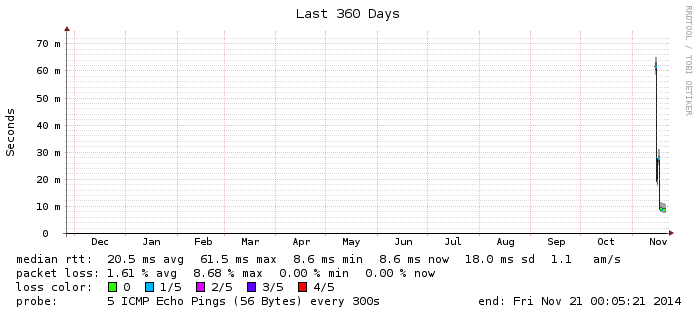 Last 360 Days
RRDTOOL / TOBI OETIKER
Seconds
70 m
60 m
50 m
40 m
30 m
20 m
10 m
0
Dec Jan Feb Mar Apr May Jun Jul Aug Sep Oct Nov
median rtt: 20.5 ms avg 61.5 ms max 8.6 ms min 8.6 ms now 18.0 ms sd 1.1 am/s
packet loss: 1.61 % avg 8.68 % max 0.00 % min 0.00 % now
loss color: 0 1/5 2/5 3/5 4/5
probe: 5 ICMP Echo Pings (56 Bytes) every 300s end: Fri Nov 21 00:05:21 2014